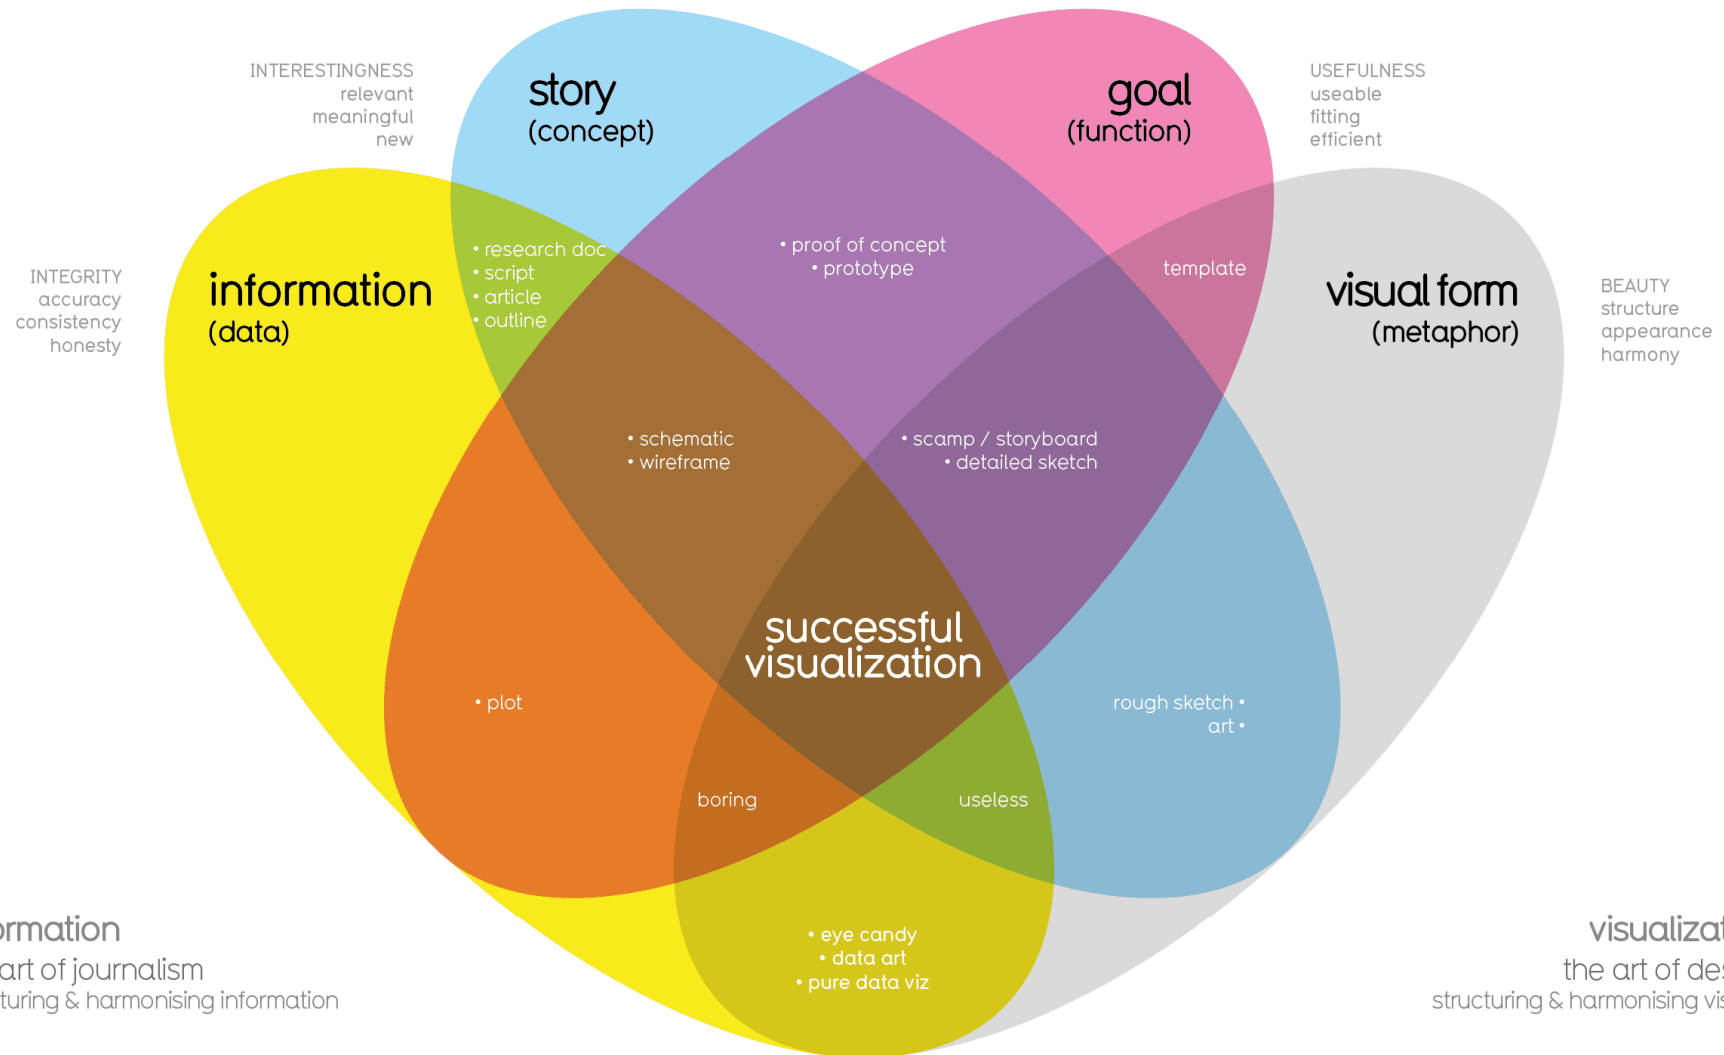 INTERESTINGNESS
relevant
meaningful
new
story
(concept)
goal
(function)
USEFULNESS
useable
fitting
efficient
INTEGRITY
accuracy
consistency
honesty
information
(data)
• research doc
• script
• article
• outline
• proof of concept
• prototype
template
visual form
(metaphor)
BEAUTY
structure
appearance
harmony
• schematic
• wireframe
• scamp / storyboard
• detailed sketch
successful
visualization
• plot
rough sketch •
art •
boring
useless
• eye candy
• data art
• pure data viz
ormation
art of journalism
turing & harmonising information
visualizat
the art of des
structuring & harmonising vis